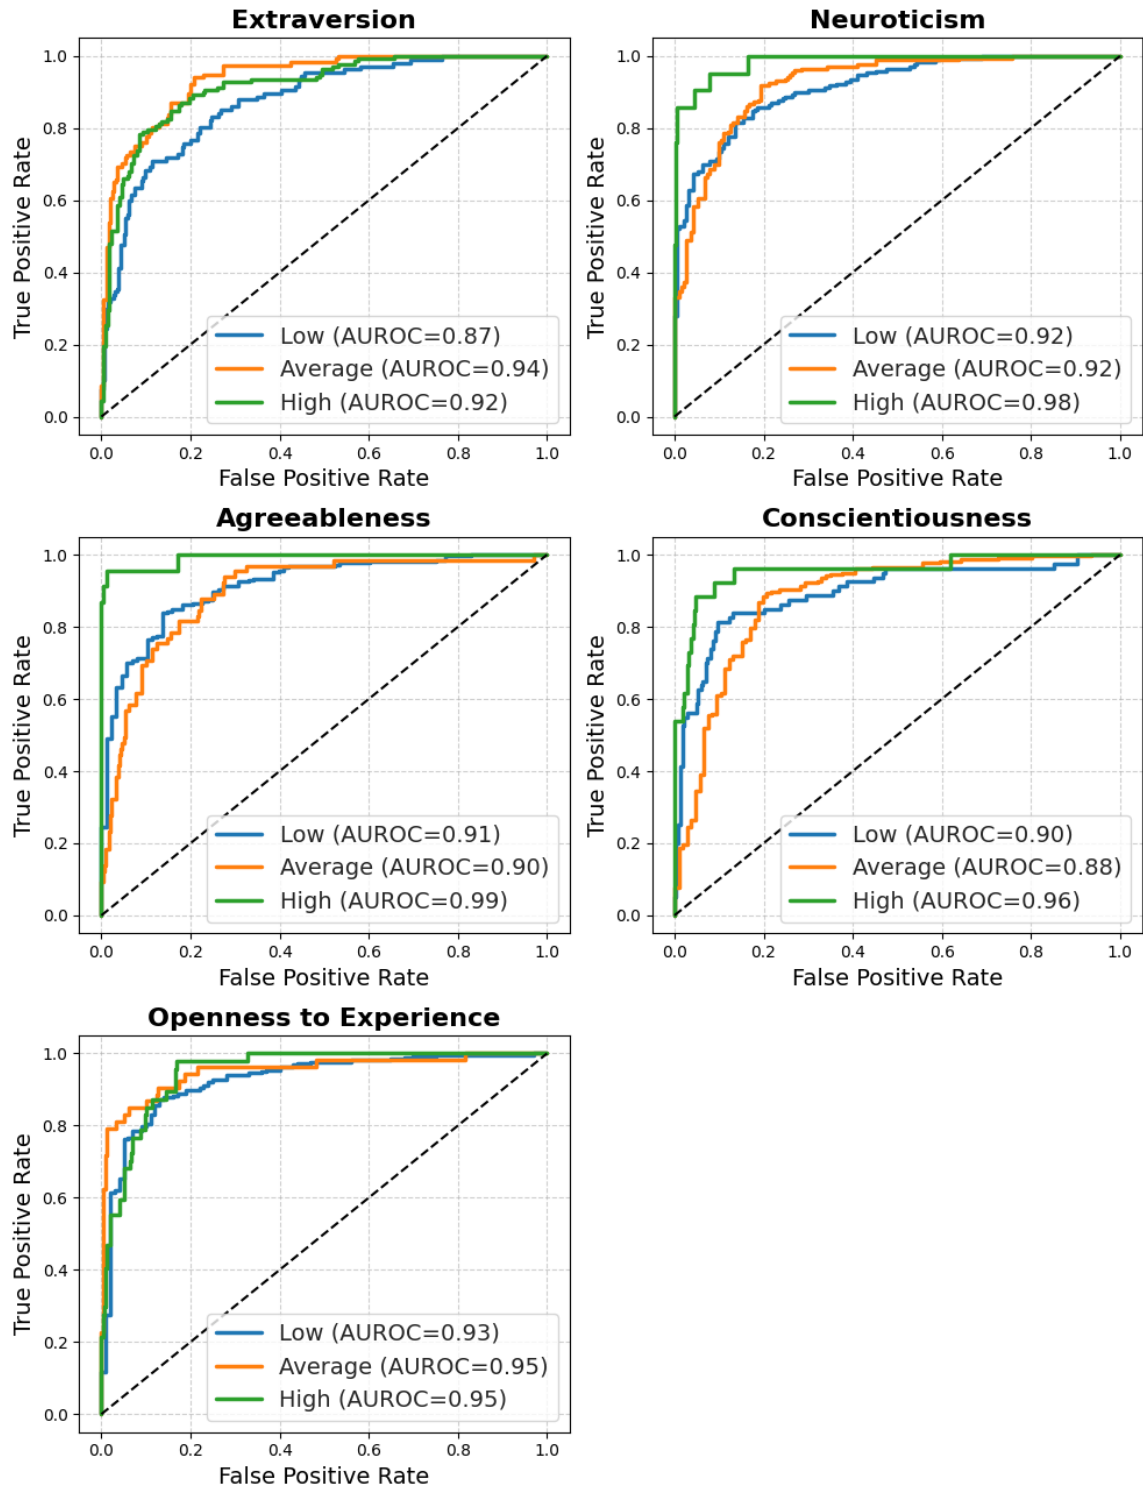 Extraversion
True Positive Rate
1.0
0.8
0.6
0.4
0.2
0.0
Low (AUROC=0.87)
Average (AUROC=0.94)
High (AUROC=0.92)
0.0 0.2 0.4 0.6 0.8 1.0
False Positive Rate
Neuroticism
True Positive Rate
1.0
0.8
0.6
0.4
0.2
0.0
Low (AUROC=0.92)
Average (AUROC=0.92)
High (AUROC=0.98)
0.0 0.2 0.4 0.6 0.8 1.0
False Positive Rate
Agreeableness
True Positive Rate
1.0
0.8
0.6
0.4
0.2
0.0
Low (AUROC=0.91)
Average (AUROC=0.90)
High (AUROC=0.99)
0.0 0.2 0.4 0.6 0.8 1.0
False Positive Rate
Conscientiousness
True Positive Rate
1.0
0.8
0.6
0.4
0.2
0.0
Low (AUROC=0.90)
Average (AUROC=0.88)
High (AUROC=0.96)
0.0 0.2 0.4 0.6 0.8 1.0
False Positive Rate
Openness to Experience
True Positive Rate
1.0
0.8
0.6
0.4
0.2
0.0
Low (AUROC=0.93)
Average (AUROC=0.95)
High (AUROC=0.95)
0.0 0.2 0.4 0.6 0.8 1.0
False Positive Rate